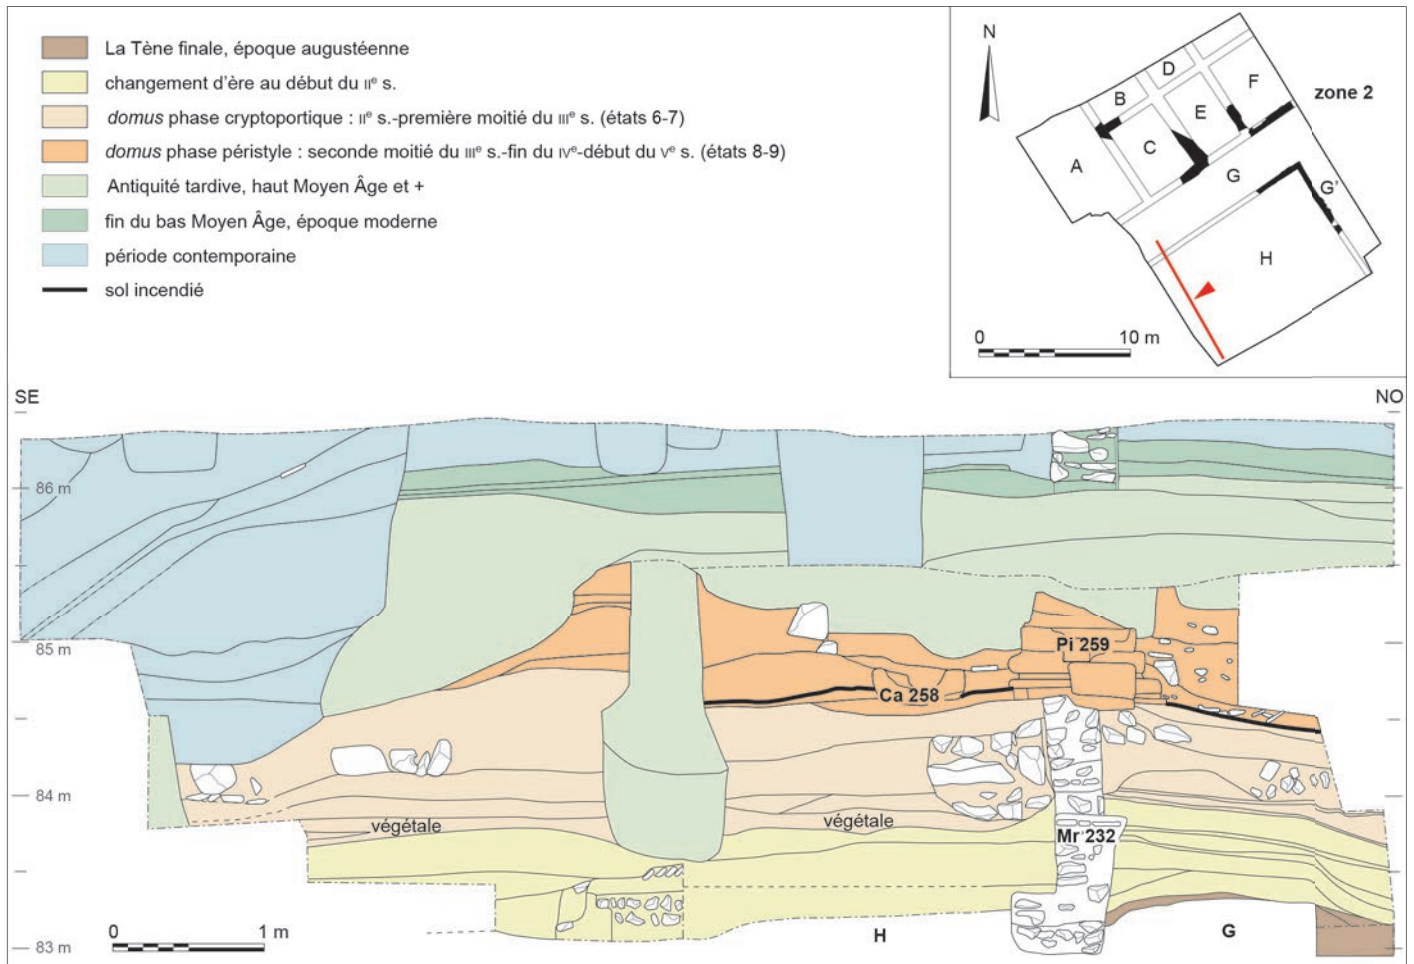 La Tène finale, époque augustéenne
changement d'ère au début du IIe s.
domus phase cryptoportique : IIe s.-première moitié du IIIe s. (états 6-7)
domus phase péristyle : seconde moitié du IIIe s.-fin du IVe-début du Ve s. (états 8-9)
Antiquité tardive, haut Moyen Âge et +
fin du bas Moyen Âge, époque moderne
période contemporaine
sol incendié
N
D
B
F
zone 2
E
C
A
G
G'
H
0 10 m
SE
NO
86 m
85 m
Pi 259
Ca 258
84 m
végétale
végétale
Mr 232
0 1 m
83 m
H
G